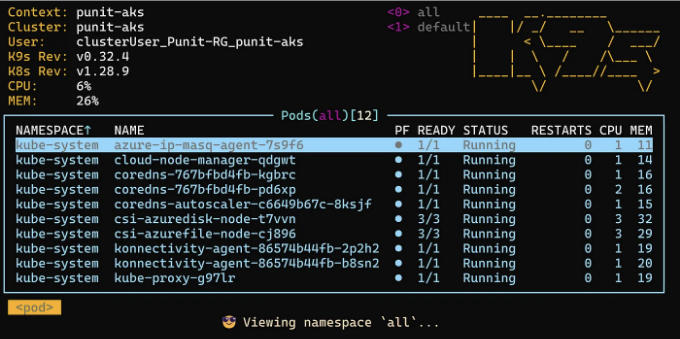 Context: punit-aks <0> all
Cluster: punit-aks <1> default
User: clusterUser_Punit-RG_punit-aks
K9s Rev: v0.32.4
K8s Rev: v1.28.9
CPU: 6%
MEM: 26%
K9s
Pods(all)[12]
NAMESPACE↑ NAME PF READY STATUS RESTARTS CPU MEM
kube-system azure-ip-masq-agent-7s9f6 ● 1/1 Running 0 1 11
kube-system cloud-node-manager-qdgwt ● 1/1 Running 0 1 14
kube-system coredns-767bfbd4fb-kgbrc ● 1/1 Running 0 1 16
kube-system coredns-767bfbd4fb-pd6xp ● 1/1 Running 0 2 16
kube-system coredns-autoscaler-c6649b67c-8ksjf ● 1/1 Running 0 1 15
kube-system csi-azuredisk-node-t7vvn ● 3/3 Running 0 3 32
kube-system csi-azurefile-node-cj896 ● 3/3 Running 0 3 29
kube-system konnectivity-agent-86574b44fb-2p2h2 ● 1/1 Running 0 1 19
kube-system konnectivity-agent-86574b44fb-b8sn2 ● 1/1 Running 0 1 20
kube-system kube-proxy-g97lr ● 1/1 Running 0 1 19
<pod>
😎 Viewing namespace `all`...